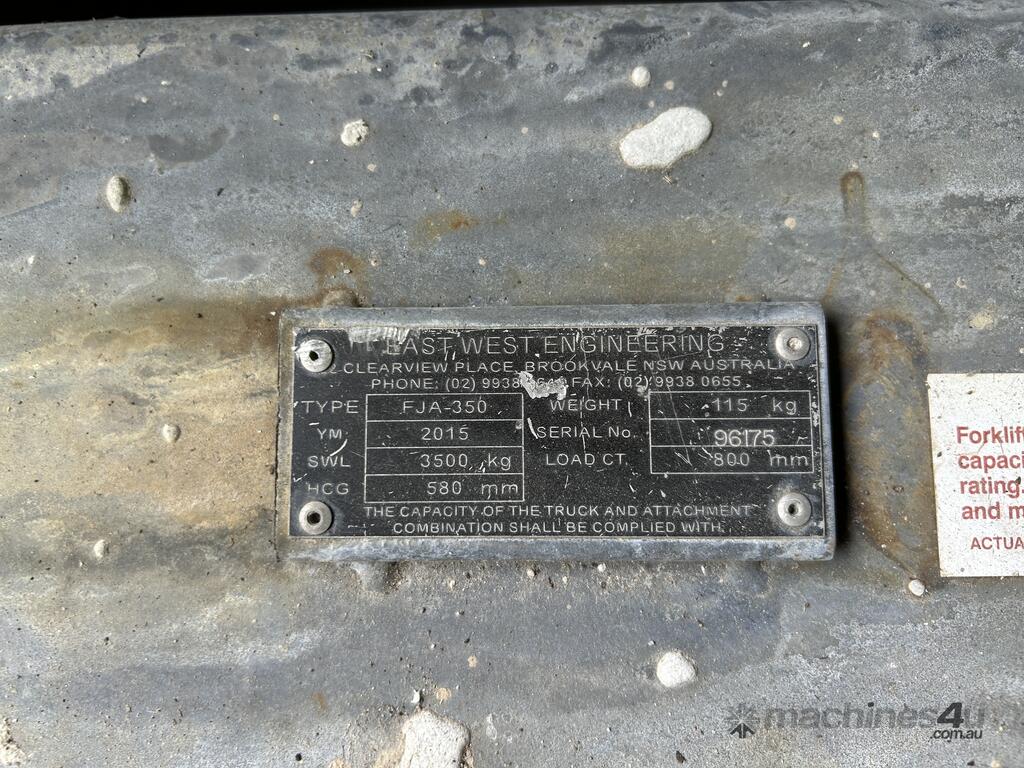 EAST WEST ENGINEERING
CLEARVIEW PLACE, BROOKVALE NSW AUSTRALIA
PHONE: (02) 9938 FAX: (02) 9938 0655
TYPE FJA-350 WEIGHT 115 kg
YM 2015 SERIAL No. 96175
SWL 3500 kg LOAD CT. 800 mm
HCG 580 mm
THE CAPACITY OF THE TRUCK AND ATTACHMENT
COMBINATION SHALL BE COMPLIED WITH.
Forklif
capaci
rating,
and m
ACTUA
machines4u
.com.au